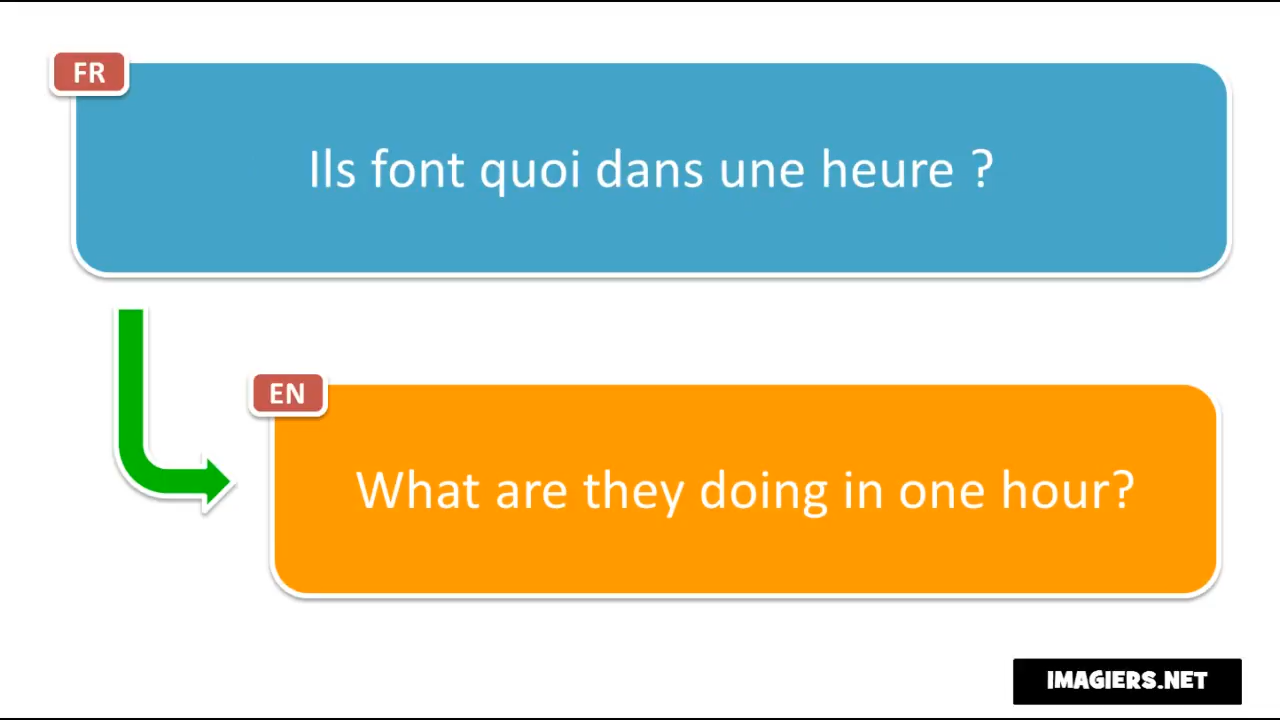 FR
Ils font quoi dans une heure ?
EN
What are they doing in one hour?
IMAGIERS.NET